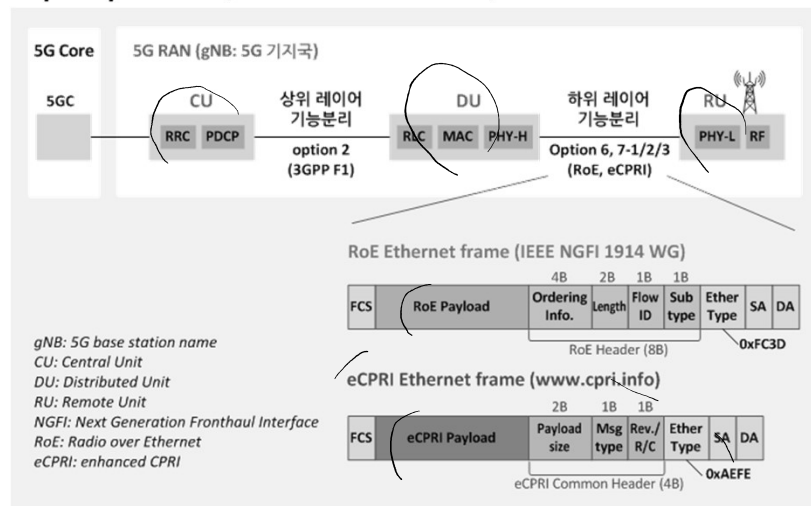 5G Core
5G RAN (gNB: 5G 기지국)
5GC
CU
RRC PDCP
상위 레이어
기능분리
option 2
(3GPP F1)
DU
RLC MAC PHY-H
하위 레이어
기능분리
Option 6, 7-1/2/3
(RoE, eCPRI)
RU
PHY-L RF
RoE Ethernet frame (IEEE NGFI 1914 WG)
4B 2B 1B 1B
FCS RoE Payload Ordering Info. Length Flow ID Sub type Ether Type SA DA
RoE Header (8B)
0xFC3D
eCPRI Ethernet frame (www.cpri.info)
2B 1B 1B
FCS eCPRI Payload Payload size Msg type Rev./ R/C Ether Type SA DA
eCPRI Common Header (4B)
0xAEFE
gNB: 5G base station name
CU: Central Unit
DU: Distributed Unit
RU: Remote Unit
NGFI: Next Generation Fronthaul Interface
RoE: Radio over Ethernet
eCPRI: enhanced CPRI